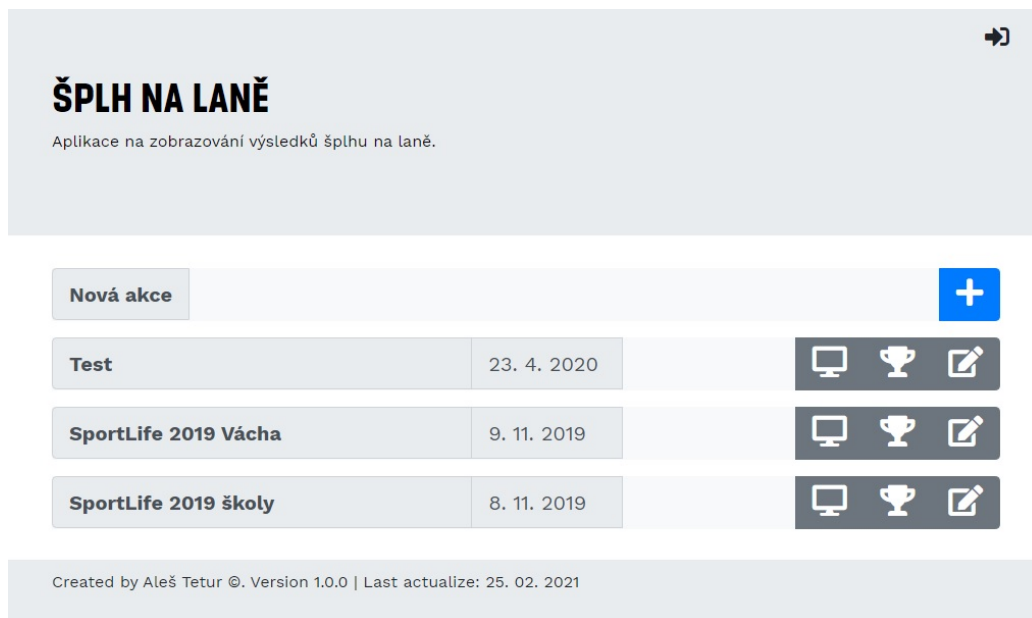 ŠPLH NA LANĚ
Aplikace na zobrazování výsledků šplhu na laně.
Nová akce
Test 23. 4. 2020
SportLife 2019 Vácha 9. 11. 2019
SportLife 2019 školy 8. 11. 2019
Created by Aleš Tetur ©. Version 1.0.0 | Last actualize: 25. 02. 2021